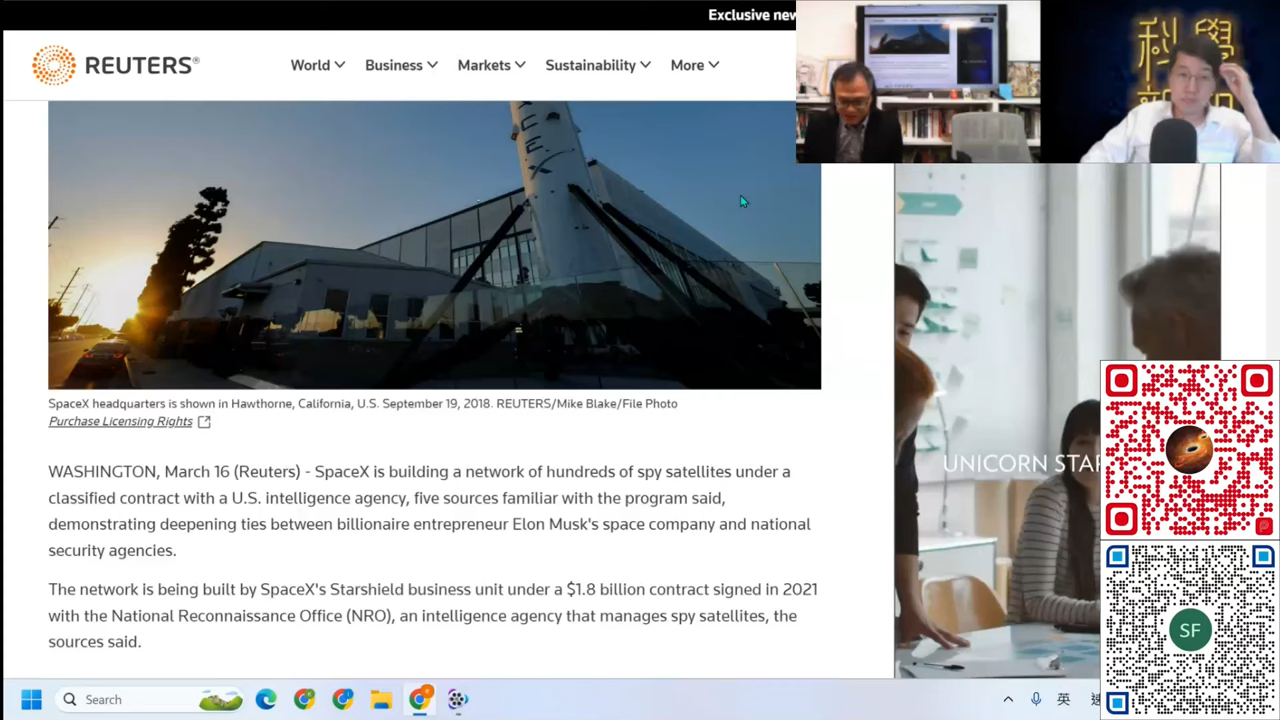 Exclusive new
REUTERS®
World
Business
Markets
Sustainability
More
科學
SpaceX headquarters is shown in Hawthorne, California, U.S. September 19, 2018. REUTERS/Mike Blake/File Photo
Purchase Licensing Rights
WASHINGTON, March 16 (Reuters) - SpaceX is building a network of hundreds of spy satellites under a
classified contract with a U.S. intelligence agency, five sources familiar with the program said,
demonstrating deepening ties between billionaire entrepreneur Elon Musk's space company and national
security agencies.
The network is being built by SpaceX's Starshield business unit under a $1.8 billion contract signed in 2021
with the National Reconnaissance Office (NRO), an intelligence agency that manages spy satellites, the
sources said.
UNICORN STAR
SF
Search
英
速